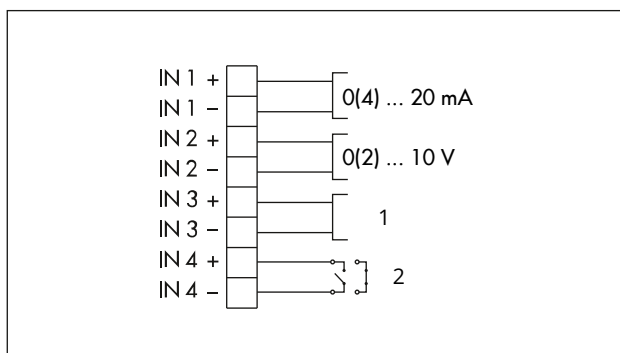 IN 1 +
0(4) ... 20 mA
IN 1 –
IN 2 +
0(2) ... 10 V
IN 2 –
IN 3 +
1
IN 3 –
IN 4 +
2
IN 4 –